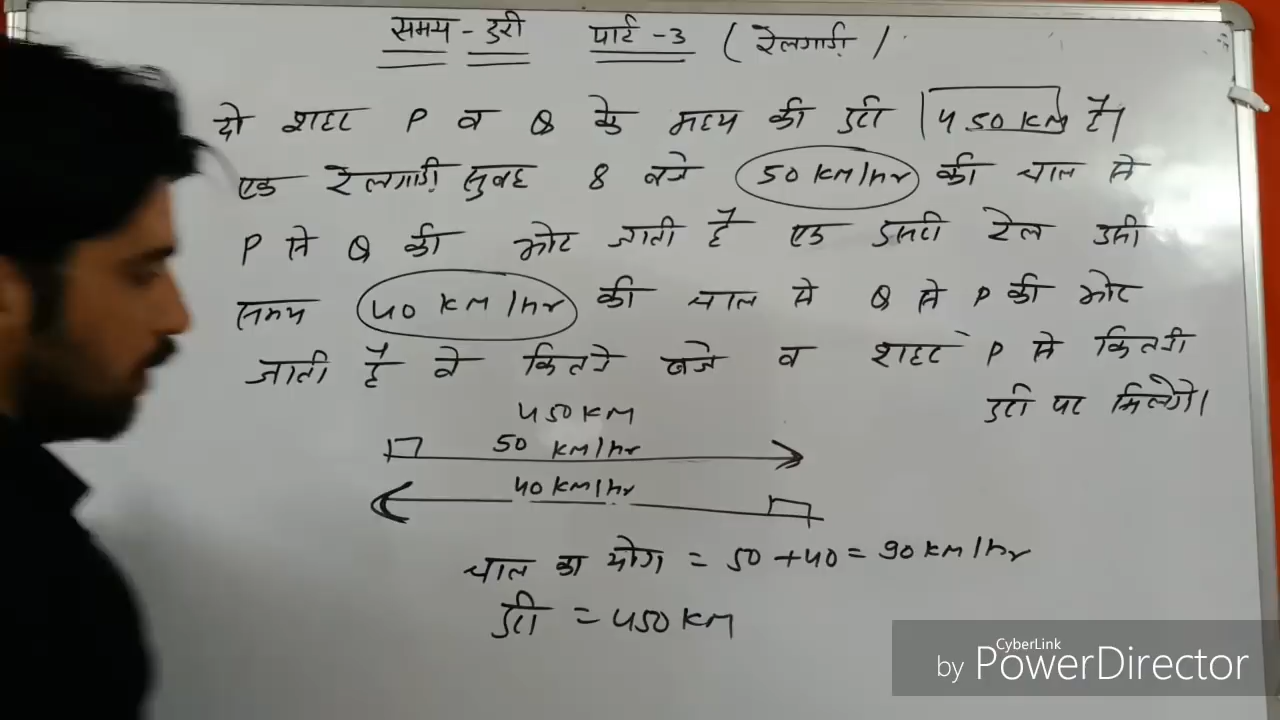 समय - दूरी पार्ट - 3 ( रेलगाड़ी )
दो शहर P व Q के मध्य की दूरी 450 KM है।
एक रेलगाड़ी सुबह 8 बजे 50 KM/hr की चाल से
P से Q की ओर जाती है एक दूसरी रेल उसी
समय 40 KM/hr की चाल से Q से P की ओर
जाती है वे कितने बजे व शहर P से कितनी
दूरी पर मिलेंगे।
450 KM
50 KM/hr
40 KM/hr
चाल का योग = 50 + 40 = 90 KM/hr
दूरी = 450 KM
CyberLink
by PowerDirector